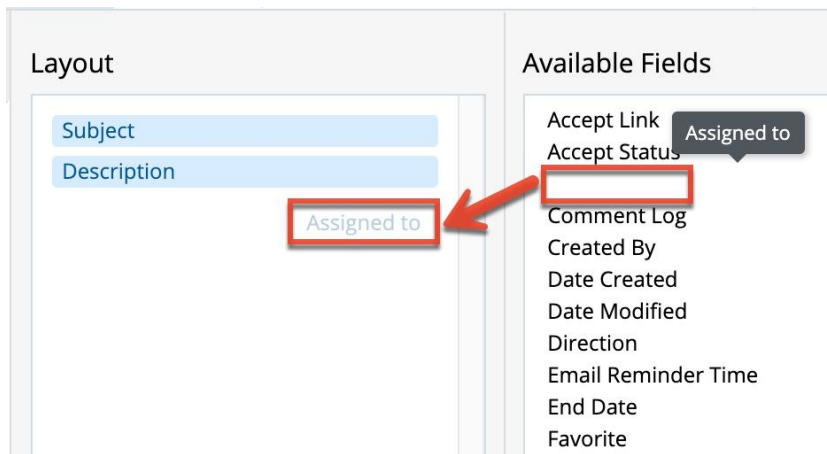 Layout
Subject
Description
Assigned to
Available Fields
Accept Link
Accept Status
Assigned to
Comment Log
Created By
Date Created
Date Modified
Direction
Email Reminder Time
End Date
Favorite